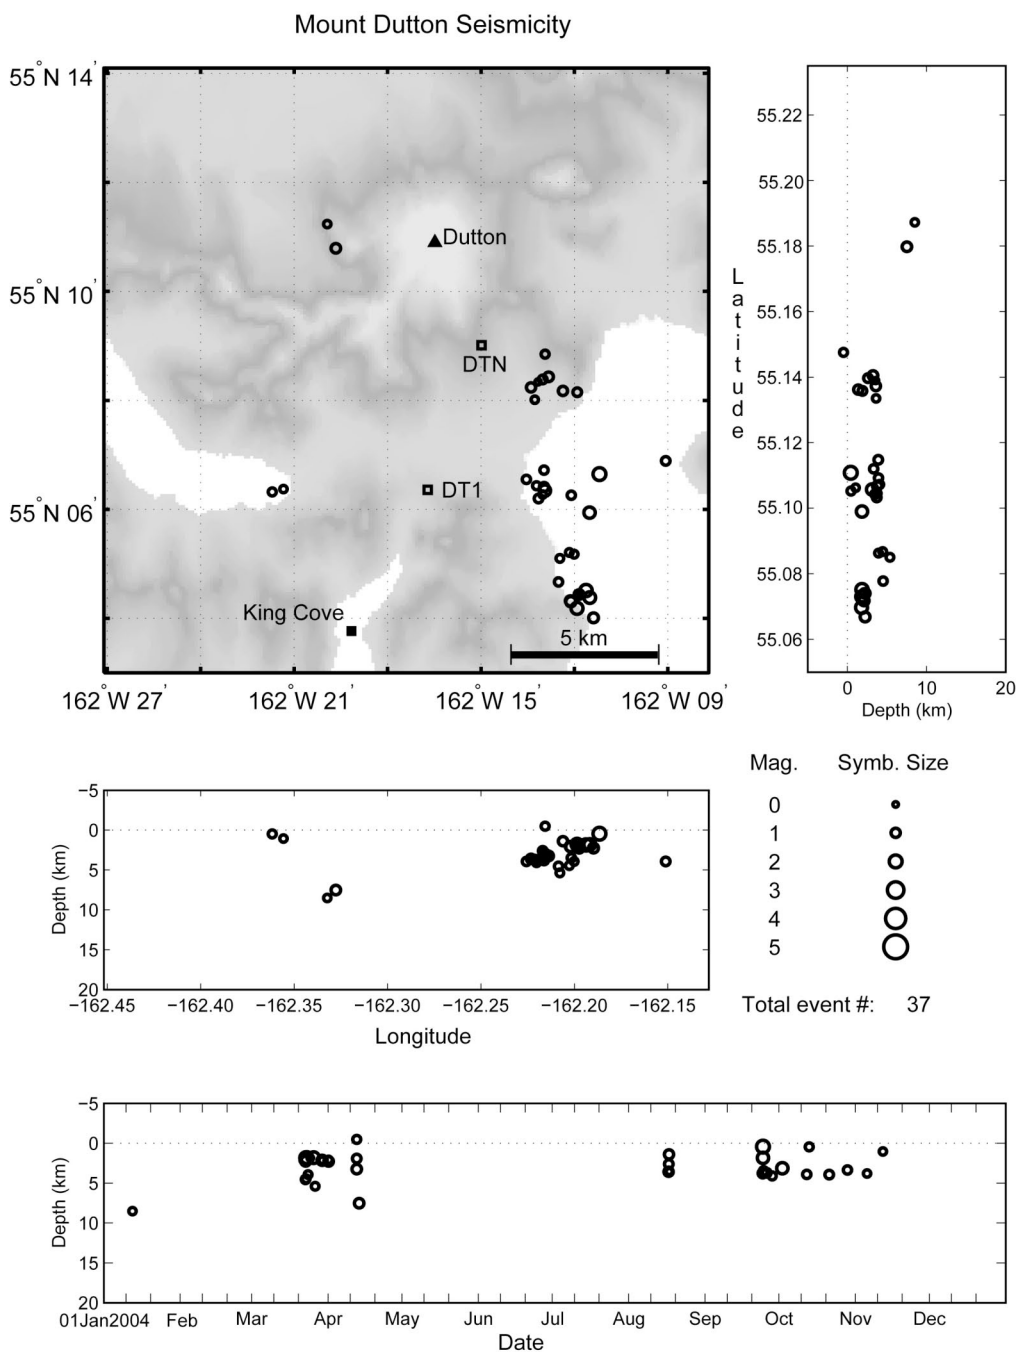 Mount Dutton Seismicity
55°N 14'
55°N 10'
55°N 06'
Dutton
DTN
DT1
King Cove
5 km
162°W 27'
162°W 21'
162°W 15'
162°W 09'
Latitude
55.22
55.20
55.18
55.16
55.14
55.12
55.10
55.08
55.06
0
10
20
Depth (km)
−5
0
5
10
15
20
Depth (km)
−162.45
−162.40
−162.35
−162.30
−162.25
−162.20
−162.15
Longitude
Mag. Symb. Size
0
1
2
3
4
5
Total event #: 37
−5
0
5
10
15
20
Depth (km)
01Jan2004
Feb
Mar
Apr
May
Jun
Jul
Aug
Sep
Oct
Nov
Dec
Date